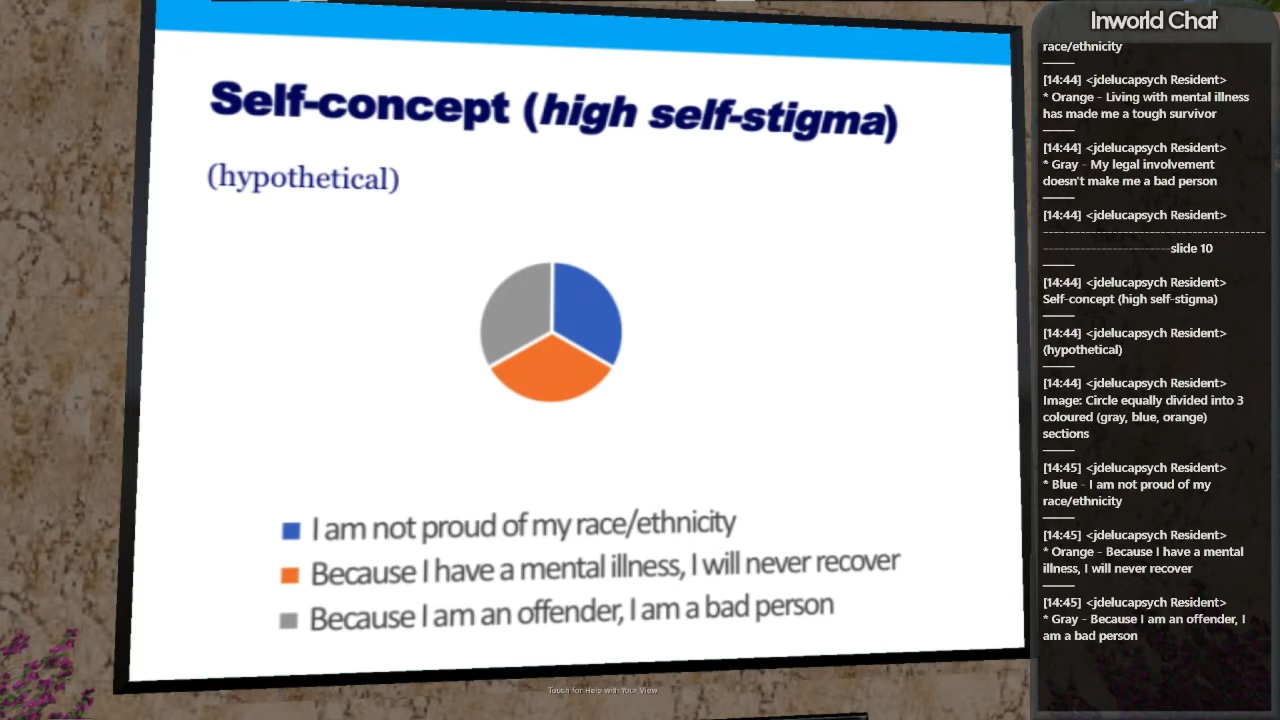 Self-concept (high self-stigma)
(hypothetical)
I am not proud of my race/ethnicity
Because I have a mental illness, I will never recover
Because I am an offender, I am a bad person
Touch for Help with Your View
Inworld Chat
race/ethnicity
[14:44] <jdelucapsych Resident>
* Orange - Living with mental illness
has made me a tough survivor
[14:44] <jdelucapsych Resident>
* Gray - My legal involvement
doesn't make me a bad person
[14:44] <jdelucapsych Resident>
--------------------------------------------
-------------------------slide 10
[14:44] <jdelucapsych Resident>
Self-concept (high self-stigma)
[14:44] <jdelucapsych Resident>
(hypothetical)
[14:44] <jdelucapsych Resident>
Image: Circle equally divided into 3
coloured (gray, blue, orange)
sections
[14:45] <jdelucapsych Resident>
* Blue - I am not proud of my
race/ethnicity
[14:45] <jdelucapsych Resident>
* Orange - Because I have a mental
illness, I will never recover
[14:45] <jdelucapsych Resident>
* Gray - Because I am an offender, I
am a bad person